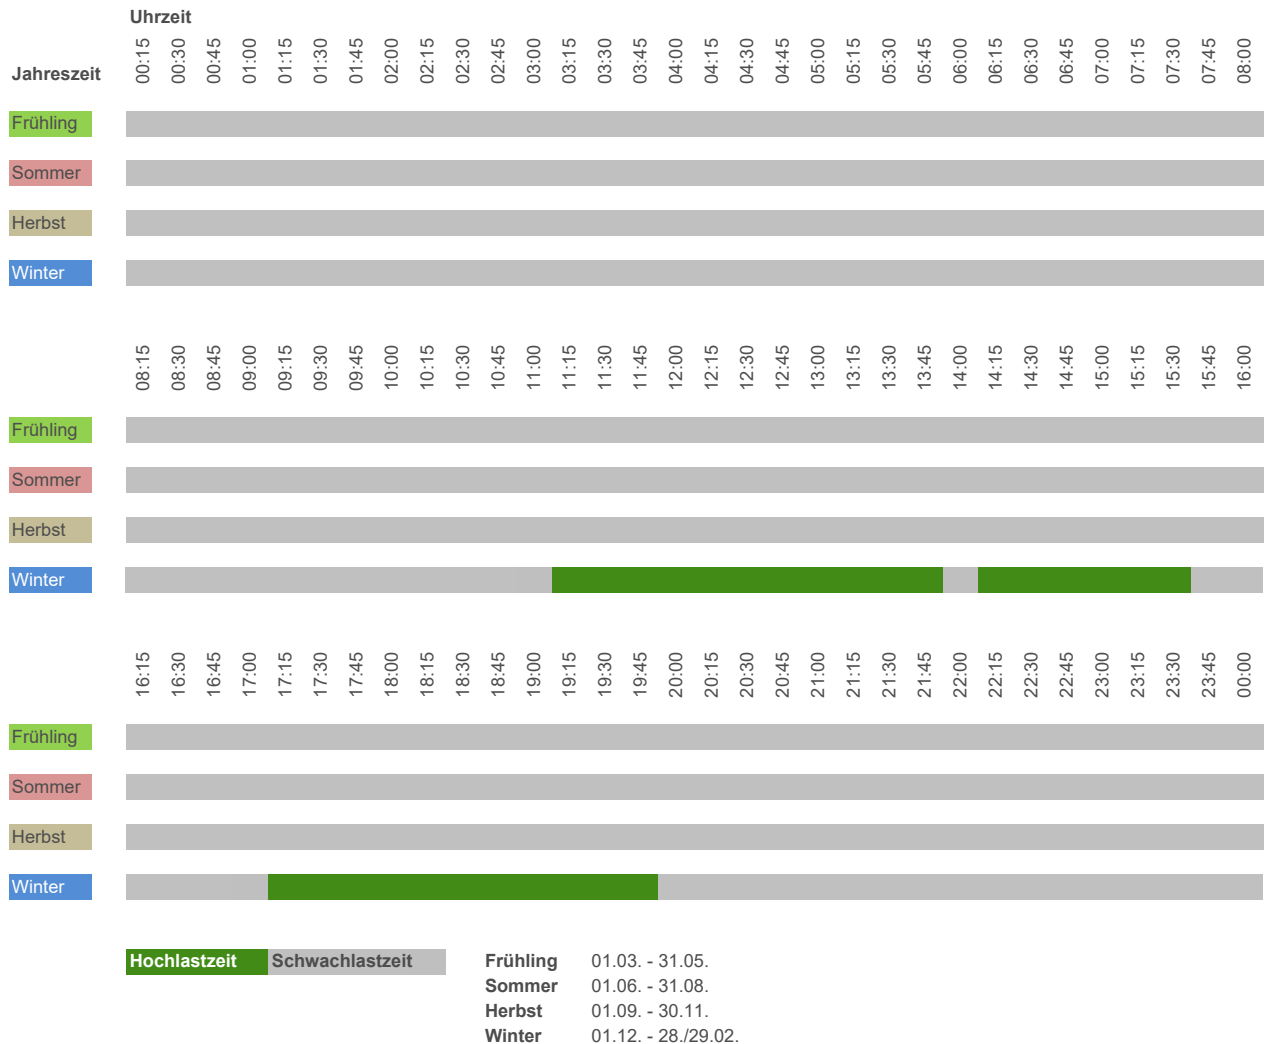 Uhrzeit
Jahreszeit 00:15 00:30 00:45 01:00 01:15 01:30 01:45 02:00 02:15 02:30 02:45 03:00 03:15 03:30 03:45 04:00 04:15 04:30 04:45 05:00 05:15 05:30 05:45 06:00 06:15 06:30 06:45 07:00 07:15 07:30 07:45 08:00
Frühling
Sommer
Herbst
Winter
08:15 08:30 08:45 09:00 09:15 09:30 09:45 10:00 10:15 10:30 10:45 11:00 11:15 11:30 11:45 12:00 12:15 12:30 12:45 13:00 13:15 13:30 13:45 14:00 14:15 14:30 14:45 15:00 15:15 15:30 15:45 16:00
Frühling
Sommer
Herbst
Winter
16:15 16:30 16:45 17:00 17:15 17:30 17:45 18:00 18:15 18:30 18:45 19:00 19:15 19:30 19:45 20:00 20:15 20:30 20:45 21:00 21:15 21:30 21:45 22:00 22:15 22:30 22:45 23:00 23:15 23:30 23:45 00:00
Frühling
Sommer
Herbst
Winter
Hochlastzeit Schwachlastzeit Frühling 01.03. - 31.05.
Sommer 01.06. - 31.08.
Herbst 01.09. - 30.11.
Winter 01.12. - 28./29.02.